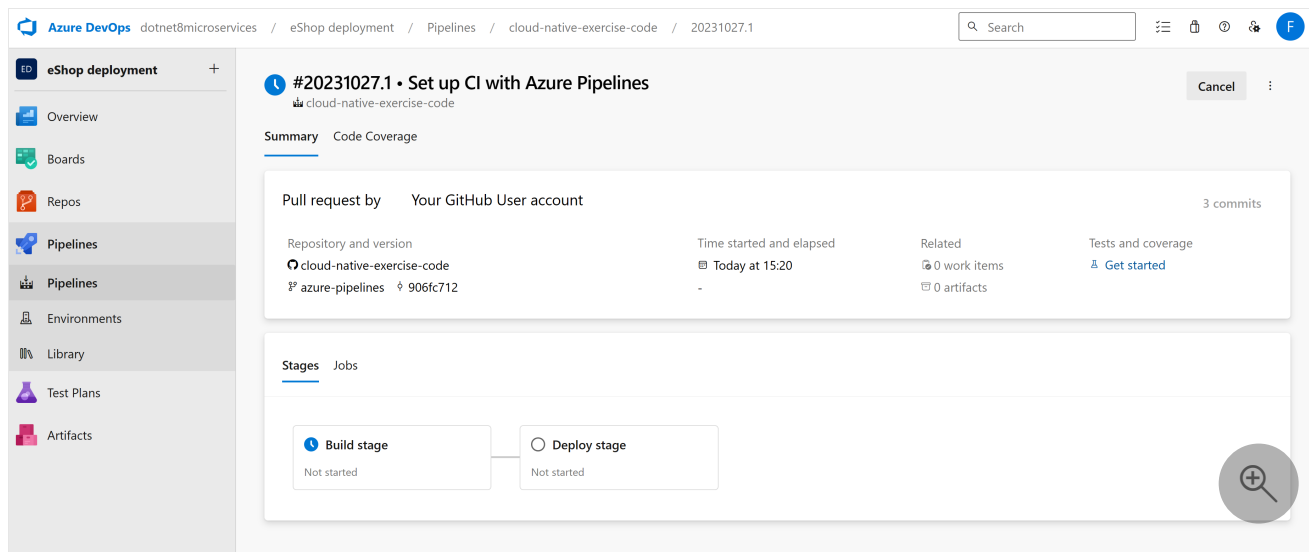 Azure DevOps dotnet8microservices / eShop deployment / Pipelines / cloud-native-exercise-code / 20231027.1 Search F
ED eShop deployment +
Overview
Boards
Repos
Pipelines
Pipelines
Environments
Library
Test Plans
Artifacts
#20231027.1 • Set up CI with Azure Pipelines
cloud-native-exercise-code
Cancel
Summary Code Coverage
Pull request by Your GitHub User account
3 commits
Repository and version Time started and elapsed Related Tests and coverage
cloud-native-exercise-code Today at 15:20 0 work items Get started
azure-pipelines 906fc712 - 0 artifacts
Stages Jobs
Build stage Deploy stage
Not started Not started